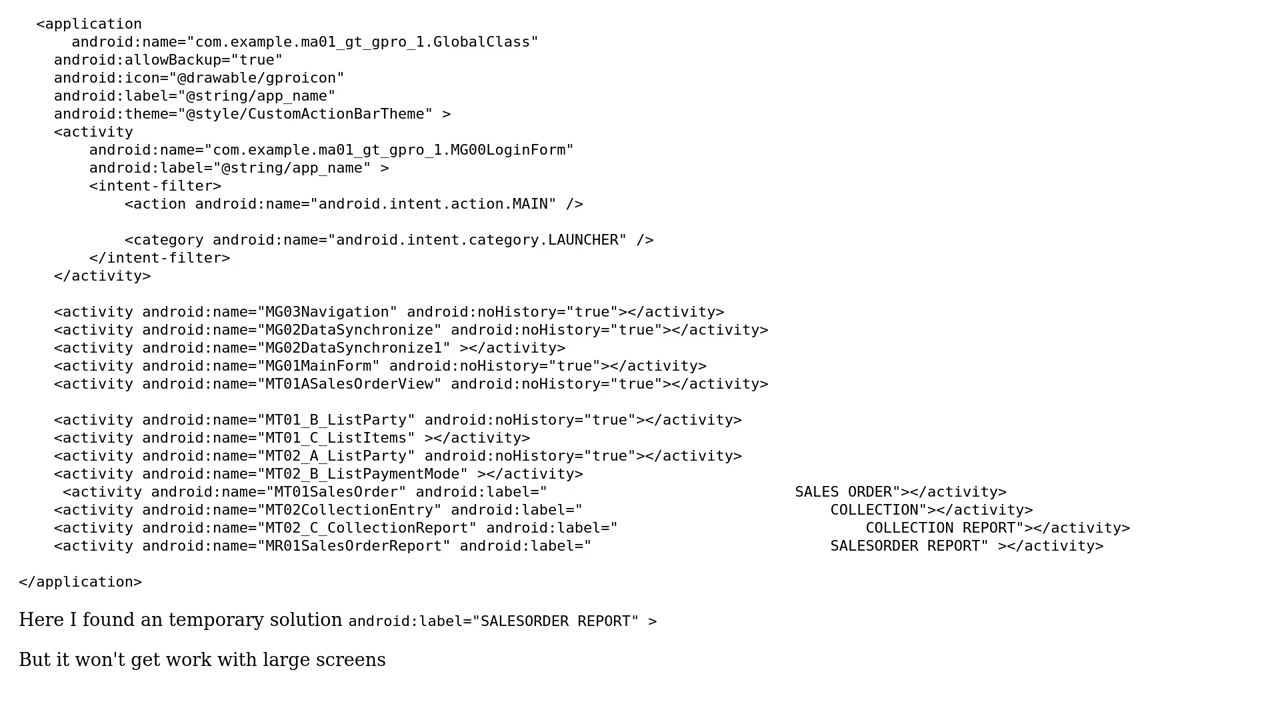 <application
android:name="com.example.ma01_gt_gpro_1.GlobalClass"
android:allowBackup="true"
android:icon="@drawable/gproicon"
android:label="@string/app_name"
android:theme="@style/CustomActionBarTheme" >
<activity
android:name="com.example.ma01_gt_gpro_1.MG00LoginForm"
android:label="@string/app_name" >
<intent-filter>
<action android:name="android.intent.action.MAIN" />
<category android:name="android.intent.category.LAUNCHER" />
</intent-filter>
</activity>
<activity android:name="MG03Navigation" android:noHistory="true"></activity>
<activity android:name="MG02DataSynchronize" android:noHistory="true"></activity>
<activity android:name="MG02DataSynchronize1" ></activity>
<activity android:name="MG01MainForm" android:noHistory="true"></activity>
<activity android:name="MT01ASalesOrderView" android:noHistory="true"></activity>
<activity android:name="MT01_B_ListParty" android:noHistory="true"></activity>
<activity android:name="MT01_C_ListItems" ></activity>
<activity android:name="MT02_A_ListParty" android:noHistory="true"></activity>
<activity android:name="MT02_B_ListPaymentMode" ></activity>
<activity android:name="MT01SalesOrder" android:label="                            SALES ORDER"></activity>
<activity android:name="MT02CollectionEntry" android:label="                            COLLECTION"></activity>
<activity android:name="MT02_C_CollectionReport" android:label="                            COLLECTION REPORT"></activity>
<activity android:name="MR01SalesOrderReport" android:label="                           SALESORDER REPORT" ></activity>
</application>
Here I found an temporary solution android:label="SALESORDER REPORT" >
But it won't get work with large screens